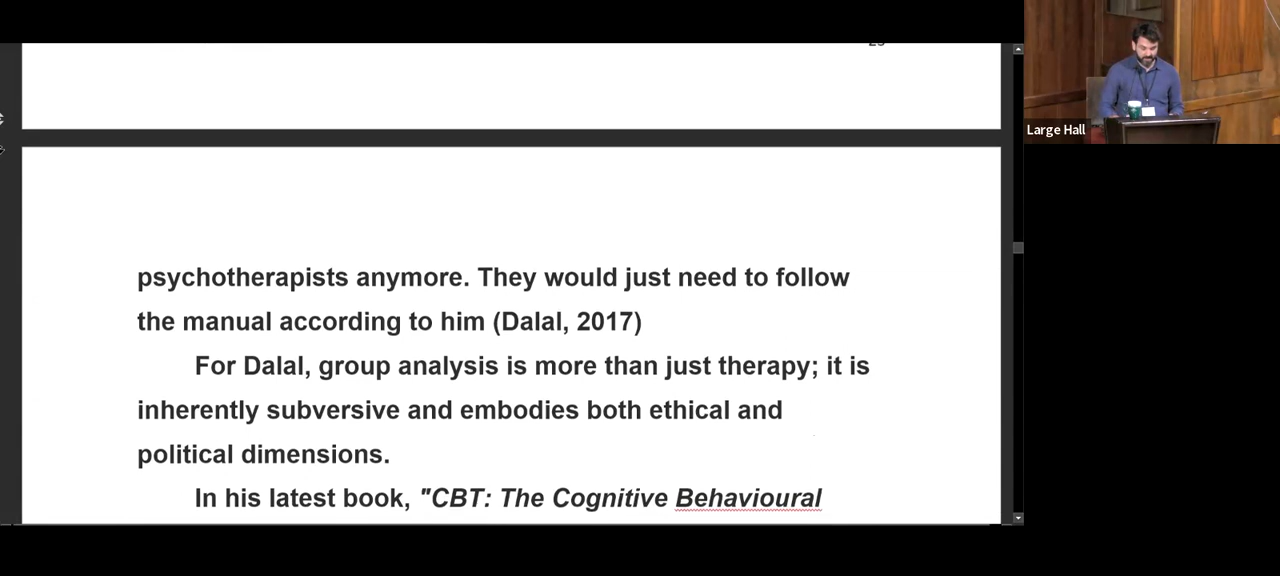 psychotherapists anymore. They would just need to follow
the manual according to him (Dalal, 2017)
For Dalal, group analysis is more than just therapy; it is
inherently subversive and embodies both ethical and
political dimensions.
In his latest book, "CBT: The Cognitive Behavioural
Large Hall